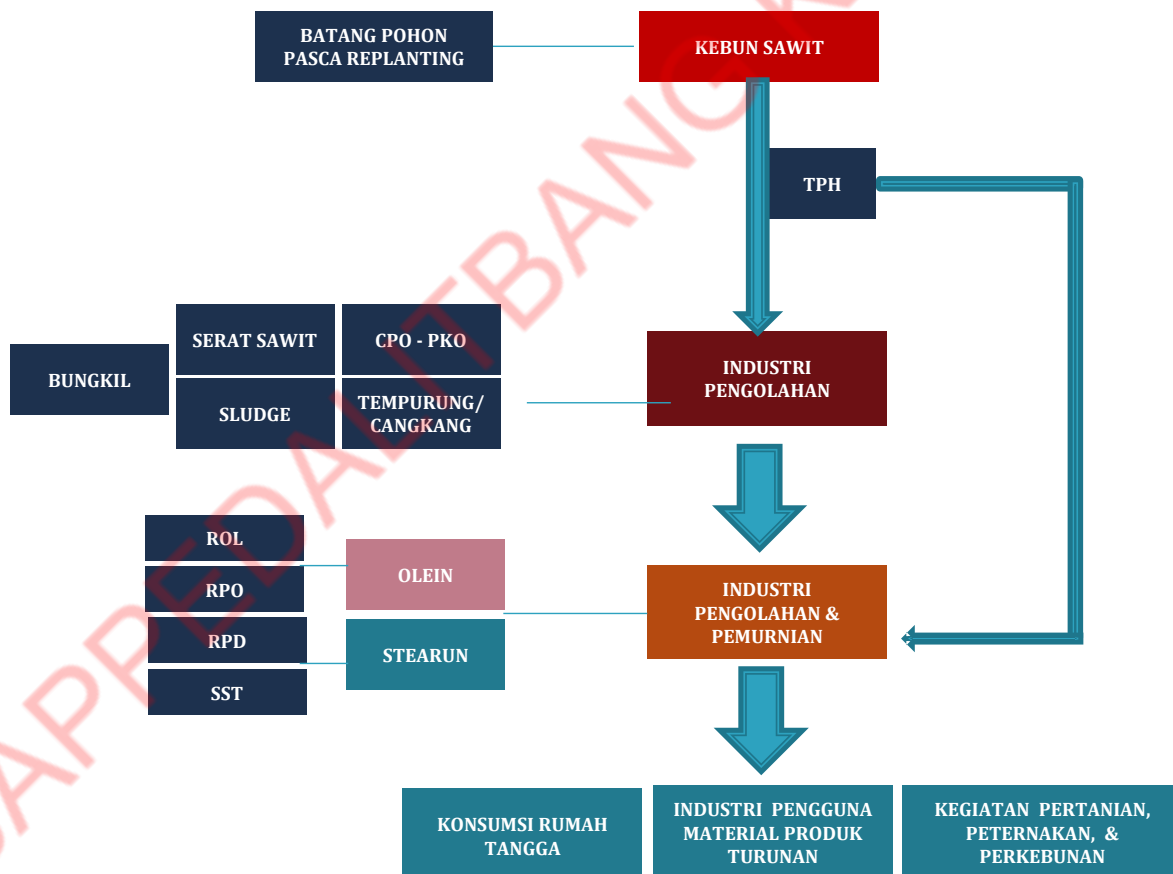 BATANG POHON
PASCA REPLANTING
KEBUN SAWIT
TPH
SERAT SAWIT
CPO - PKO
BUNGKIL
SLUDGE
TEMPURUNG/
CANGKANG
INDUSTRI
PENGOLAHAN
ROL
RPO
OLEIN
RPD
SST
STEARUN
INDUSTRI
PENGOLAHAN &
PEMURNIAN
KONSUMSI RUMAH
TANGGA
INDUSTRI PENGGUNA
MATERIAL PRODUK
TURUNAN
KEGIATAN PERTANIAN,
PETERNAKAN, &
PERKEBUNAN
APPEDALITBANG K